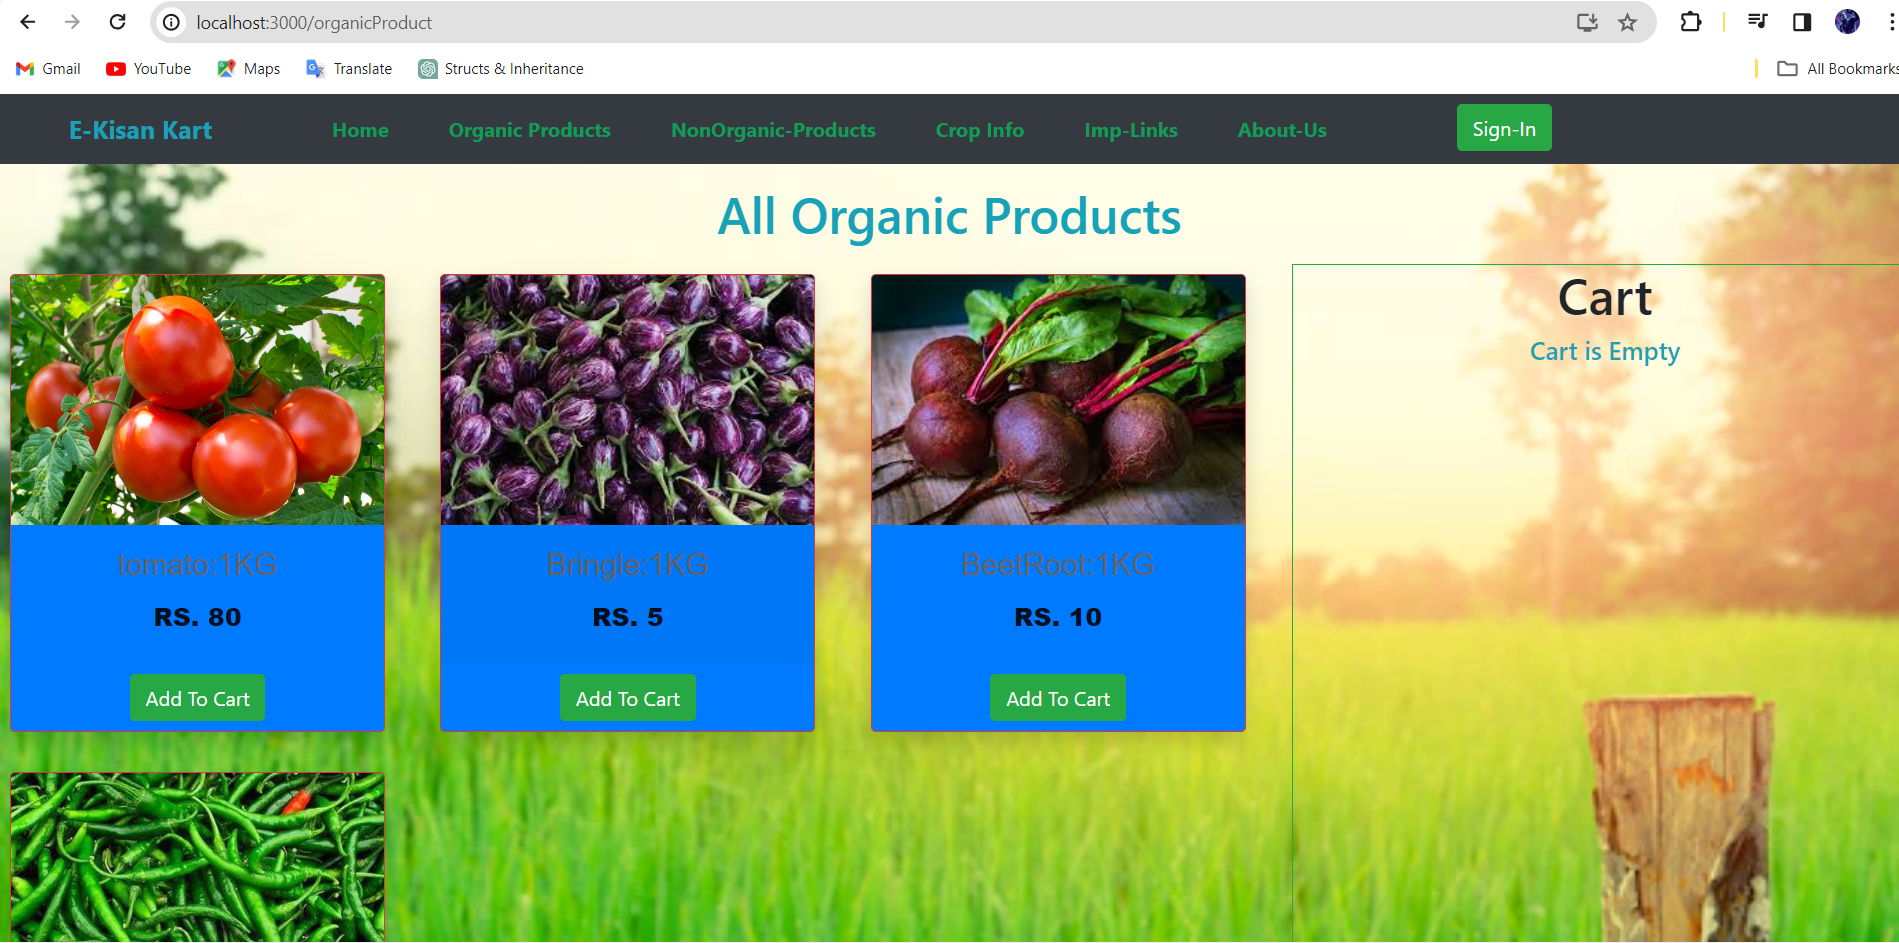 localhost:3000/organicProduct
Gmail YouTube Maps Translate Structs & Inheritance All Bookmarks
E-Kisan Kart Home Organic Products NonOrganic-Products Crop Info Imp-Links About-Us Sign-In
All Organic Products
Cart
Cart is Empty
tomato:1KG Bringle:1KG BeetRoot:1KG
RS. 80 RS. 5 RS. 10
Add To Cart Add To Cart Add To Cart